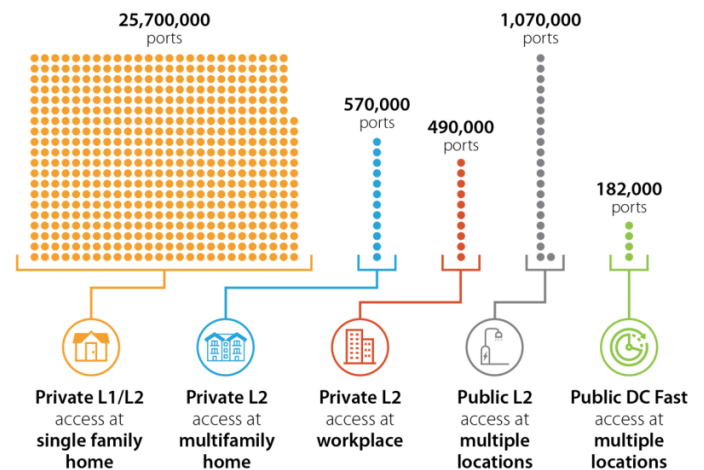 25,700,000
ports
570,000
ports
490,000
ports
1,070,000
ports
182,000
ports
Private L1/L2
access at
single family
home
Private L2
access at
multifamily
home
Private L2
access at
workplace
Public L2
access at
multiple
locations
Public DC Fast
access at
multiple
locations